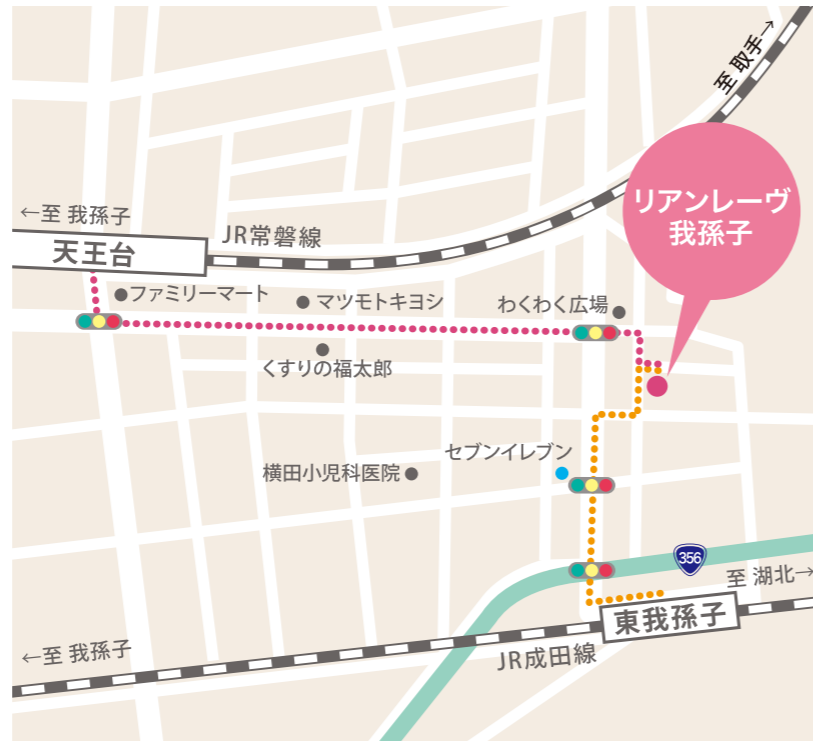 至 取手→
リアンレーヴ
我孫子
←至 我孫子
JR常磐線
天王台
ファミリーマート
マツモトキヨシ
わくわく広場
くすりの福太郎
セブンイレブン
横田小児科医院
356
至 湖北→
東我孫子
←至 我孫子
JR成田線